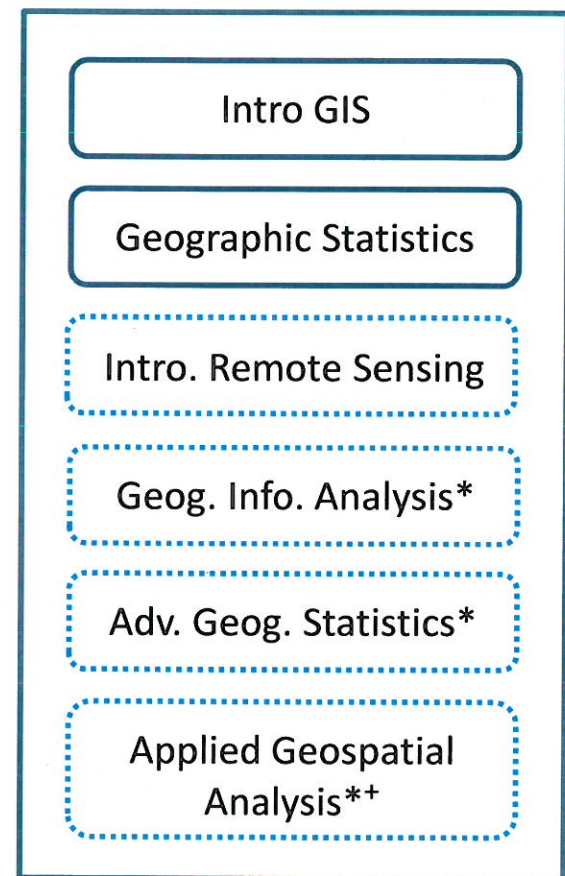 Intro GIS
Geographic Statistics
Intro. Remote Sensing
Geog. Info. Analysis*
Adv. Geog. Statistics*
Applied Geospatial
Analysis*+